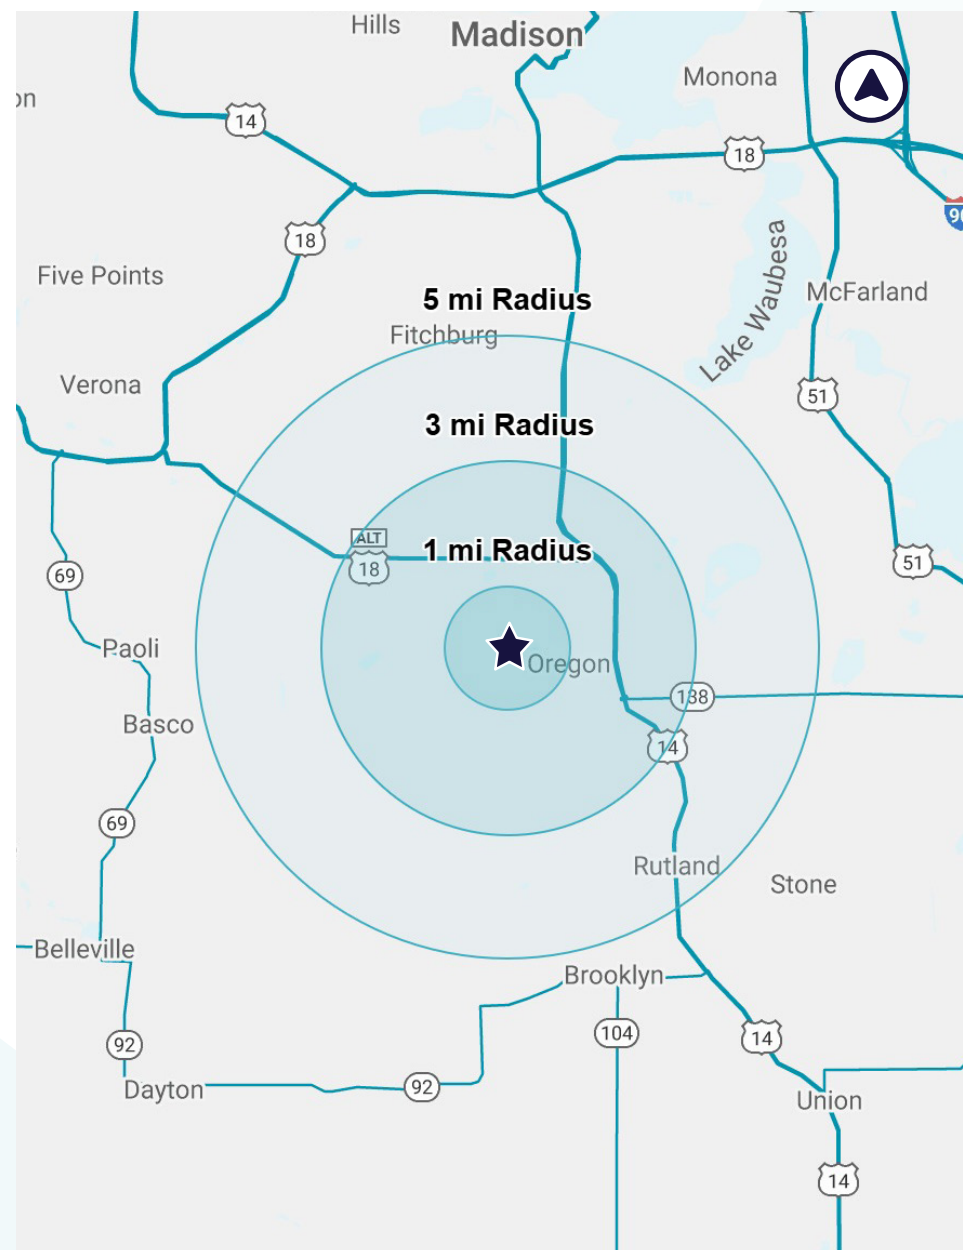 Hills
Madison
Monona
on
14
18
18
90
Five Points
5 mi Radius
Lake Waubesa
McFarland
Fitchburg
Verona
51
3 mi Radius
ALT
18
1 mi Radius
51
69
Paoli
Oregon
138
Basco
14
69
Rutland
Stone
Belleville
Brooklyn
104
14
92
Dayton
92
Union
14